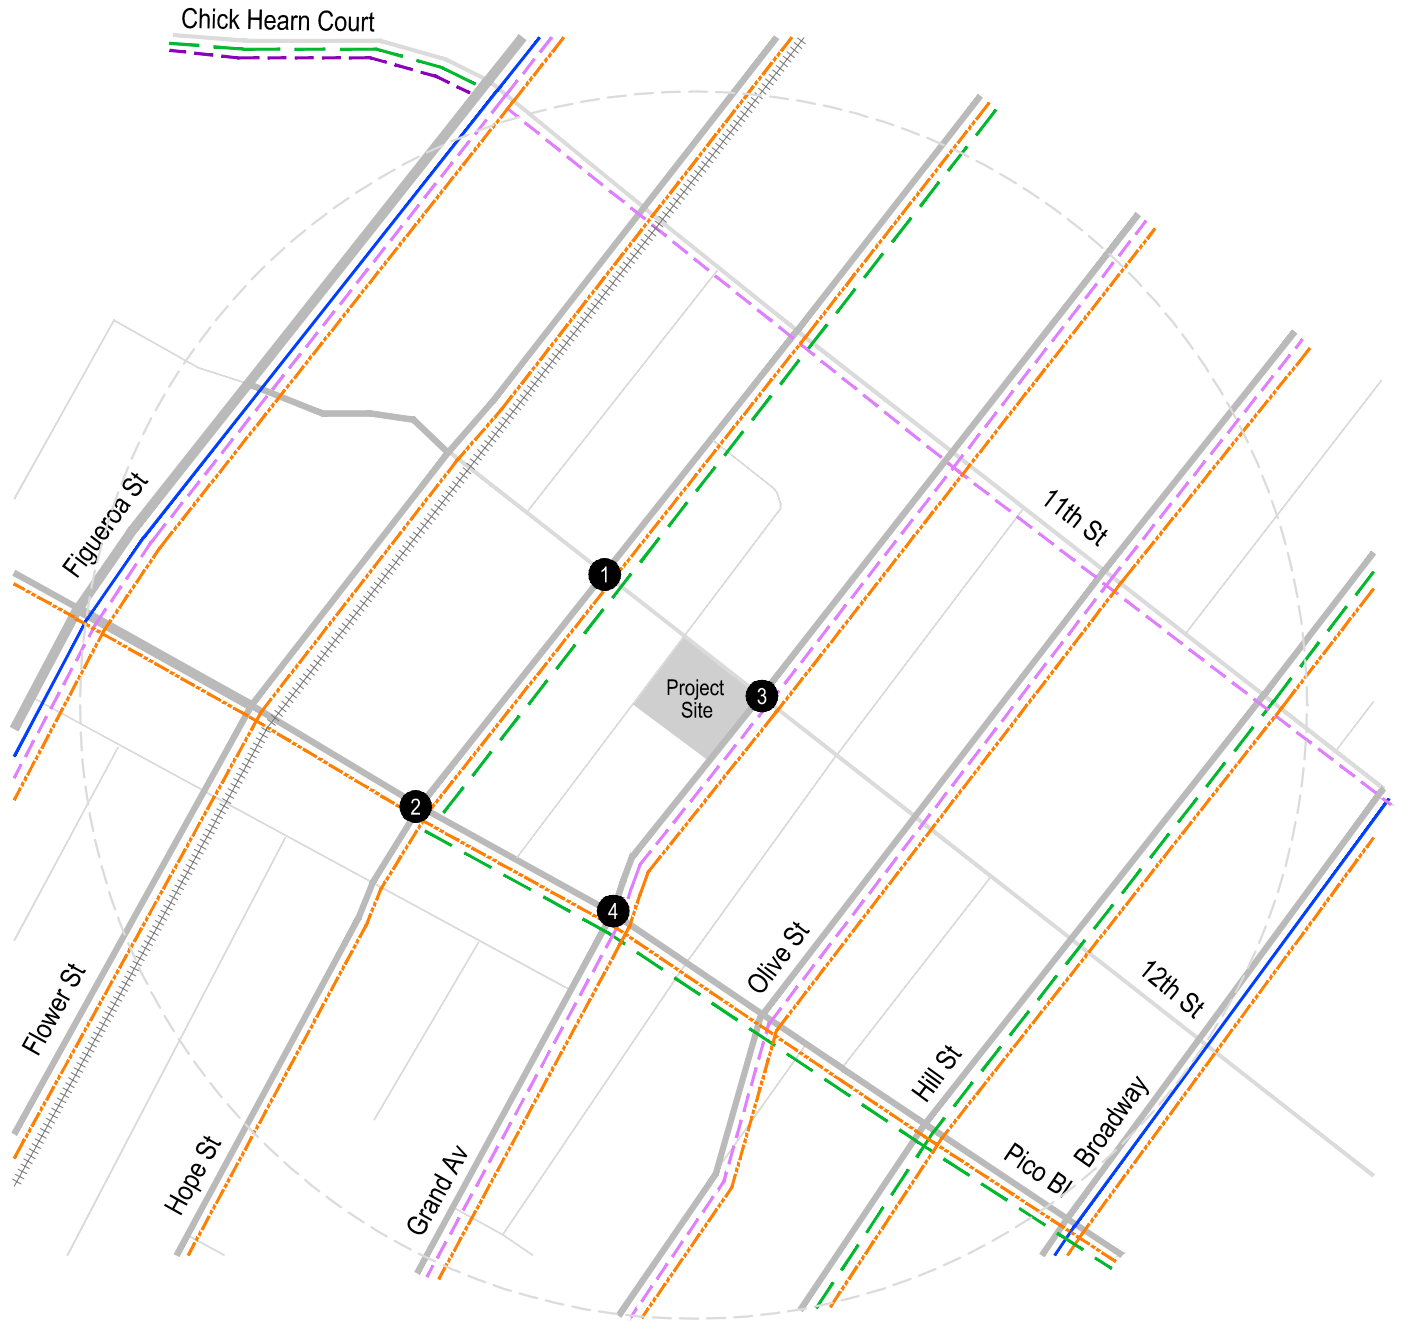 Chick Hearn Court
Figueroa St
11th St
1
Project
Site
3
2
4
Olive St
12th St
Flower St
Hill St
Broadway
Hope St
Grand Av
Pico Bl